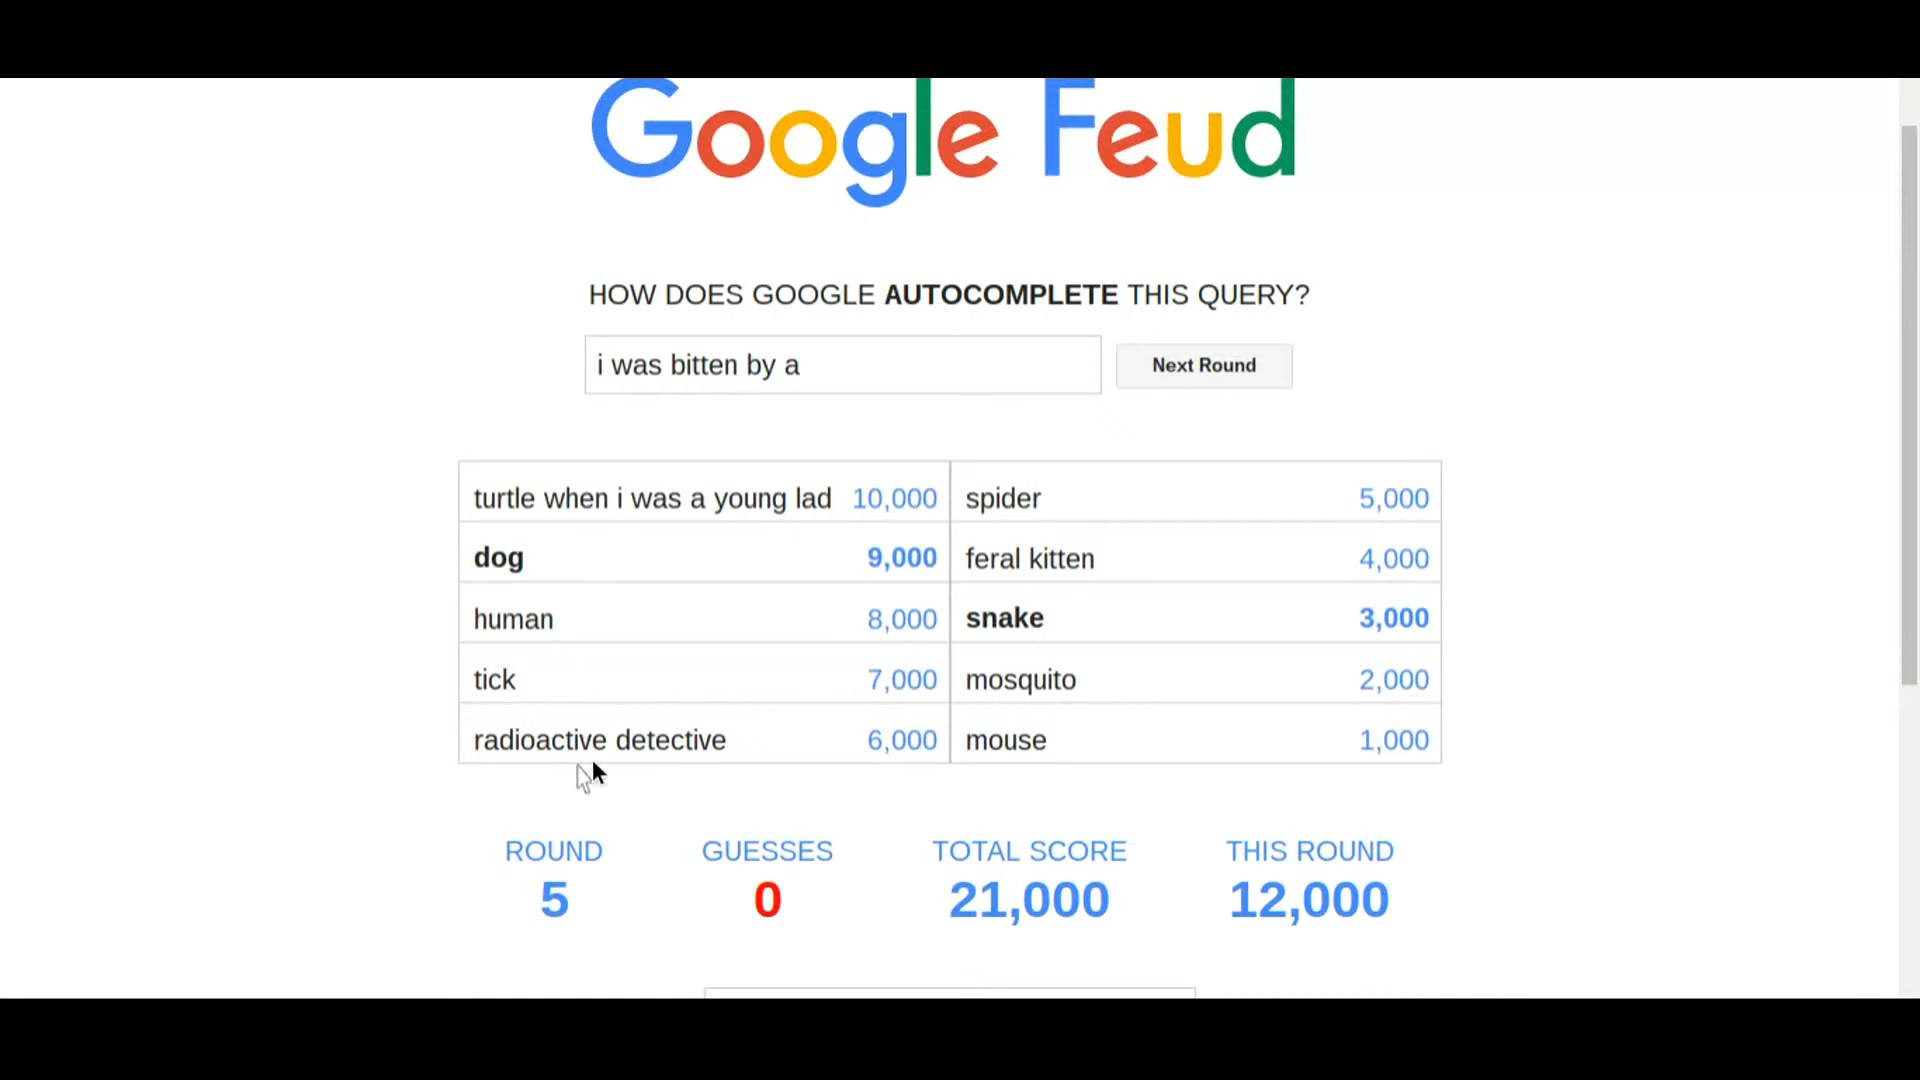 Google Feud
HOW DOES GOOGLE AUTOCOMPLETE THIS QUERY?
i was bitten by a
Next Round
turtle when i was a young lad 10,000
dog 9,000
human 8,000
tick 7,000
radioactive detective 6,000
spider 5,000
feral kitten 4,000
snake 3,000
mosquito 2,000
mouse 1,000
ROUND
5
GUESSES
0
TOTAL SCORE
21,000
THIS ROUND
12,000